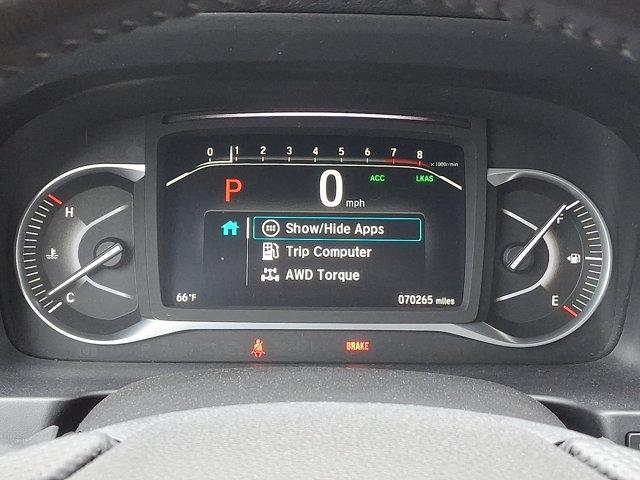 0 1 2 3 4 5 6 7 8
x 1000r/min
P 0 mph
ACC LKAS
H
F
Show/Hide Apps
Trip Computer
AWD Torque
C
E
66°F
070265 miles
BRAKE